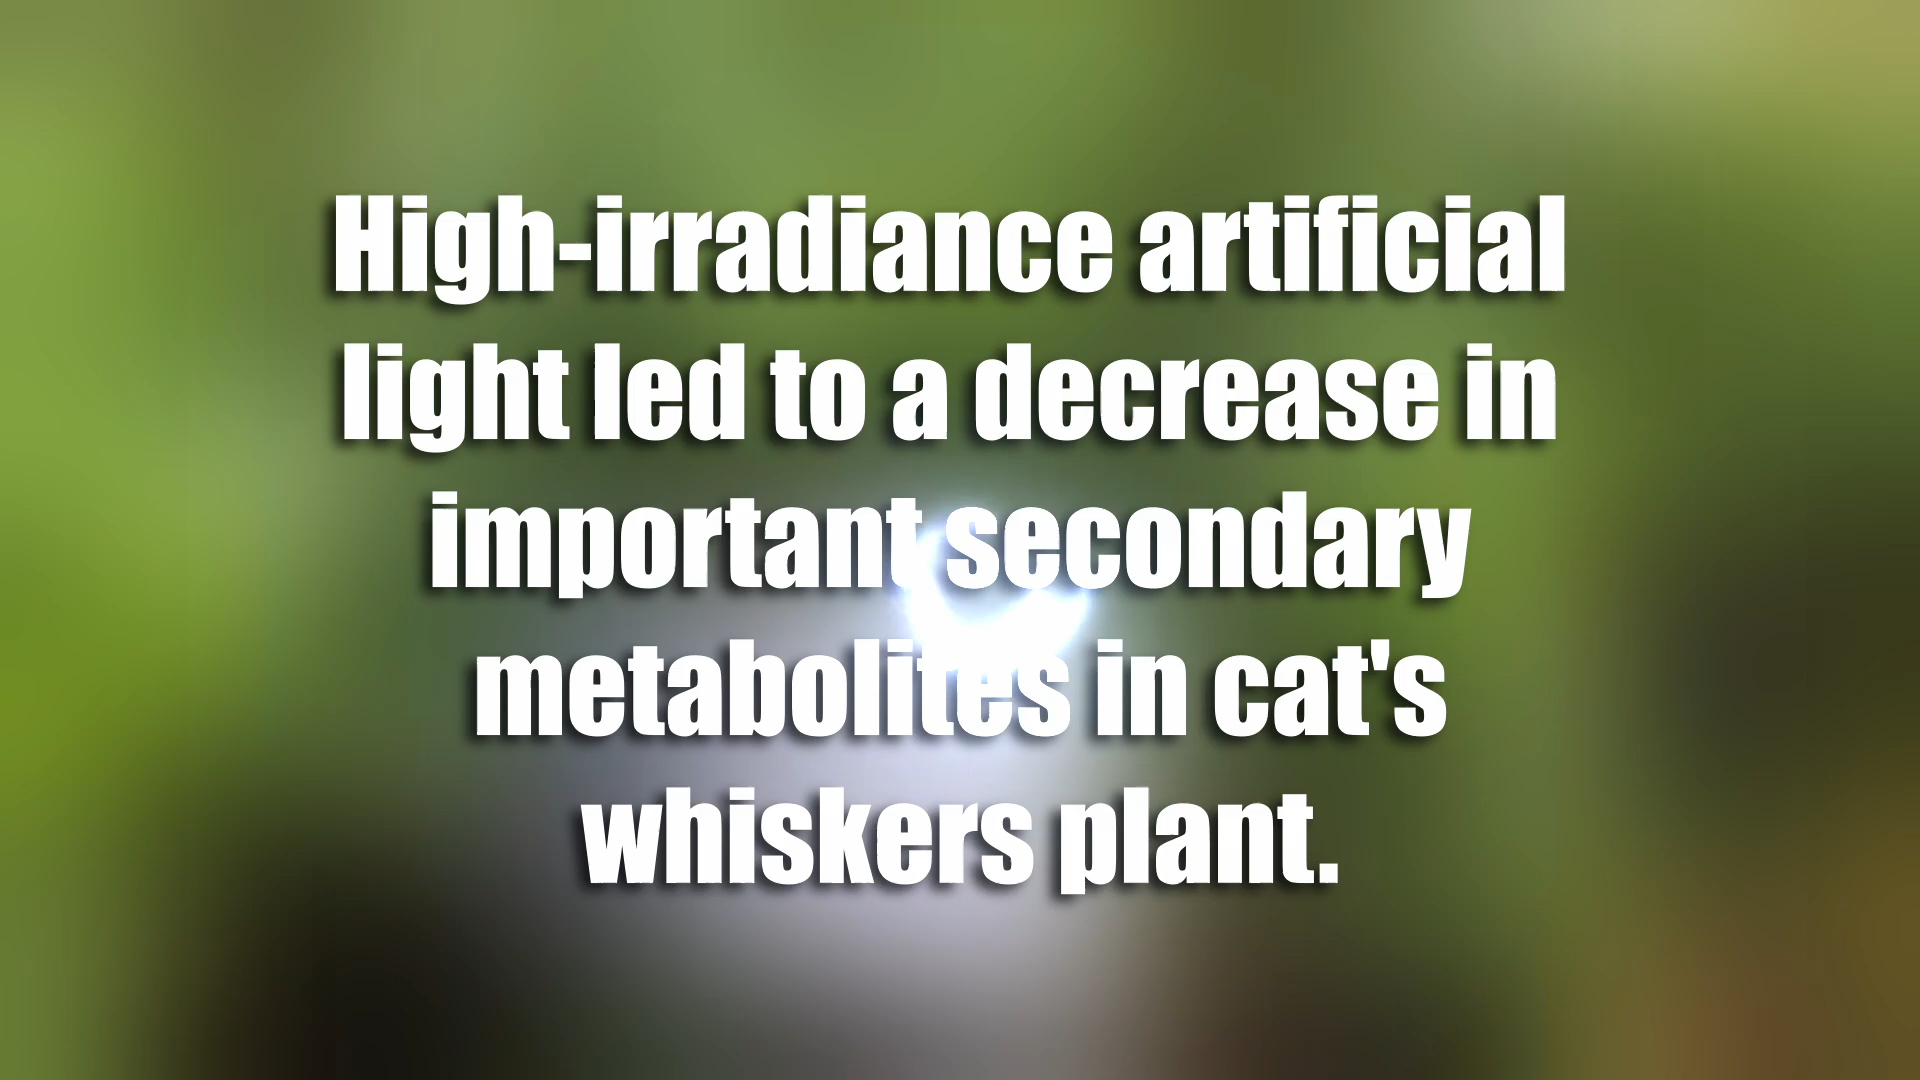 High-irradiance artificial
light led to a decrease in
important secondary
metabolites in cat's
whiskers plant.